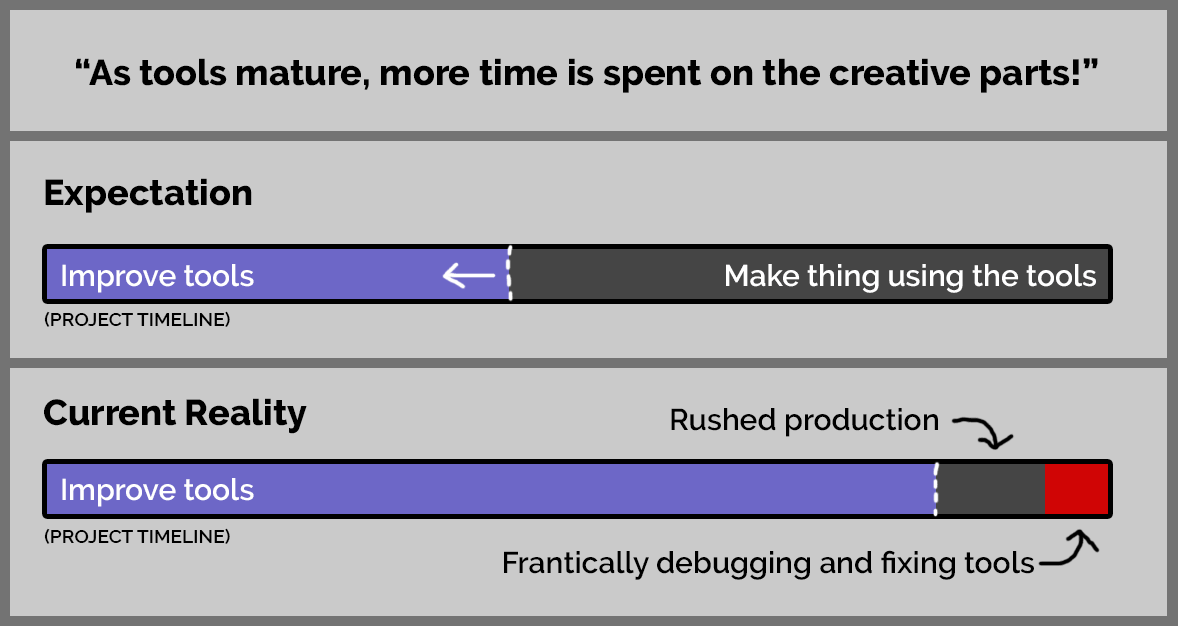 “As tools mature, more time is spent on the creative parts!”
Expectation
Improve tools
Make thing using the tools
(PROJECT TIMELINE)
Current Reality
Rushed production
Improve tools
(PROJECT TIMELINE)
Frantically debugging and fixing tools